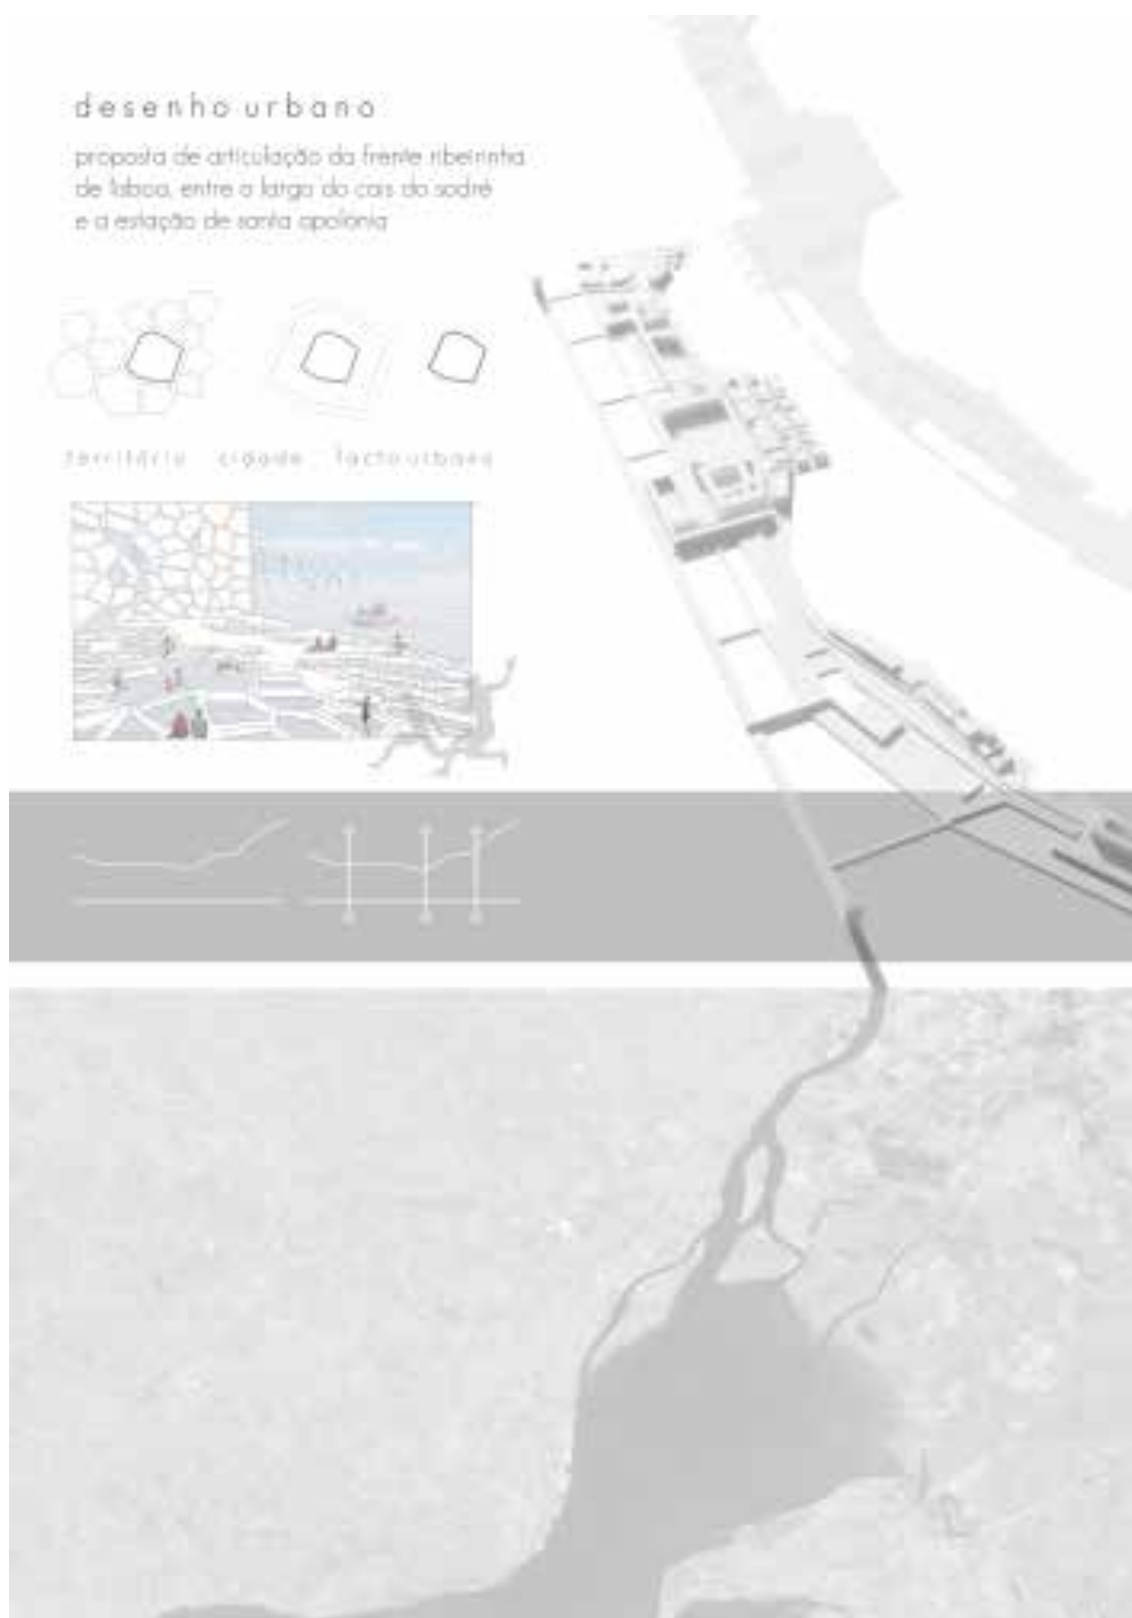 desenho urbano
proposta de articulação da frente ribeirinha
de lisboa, entre o largo do cais do sodré
e a estação de santa apolónia
território cidade facto urbano